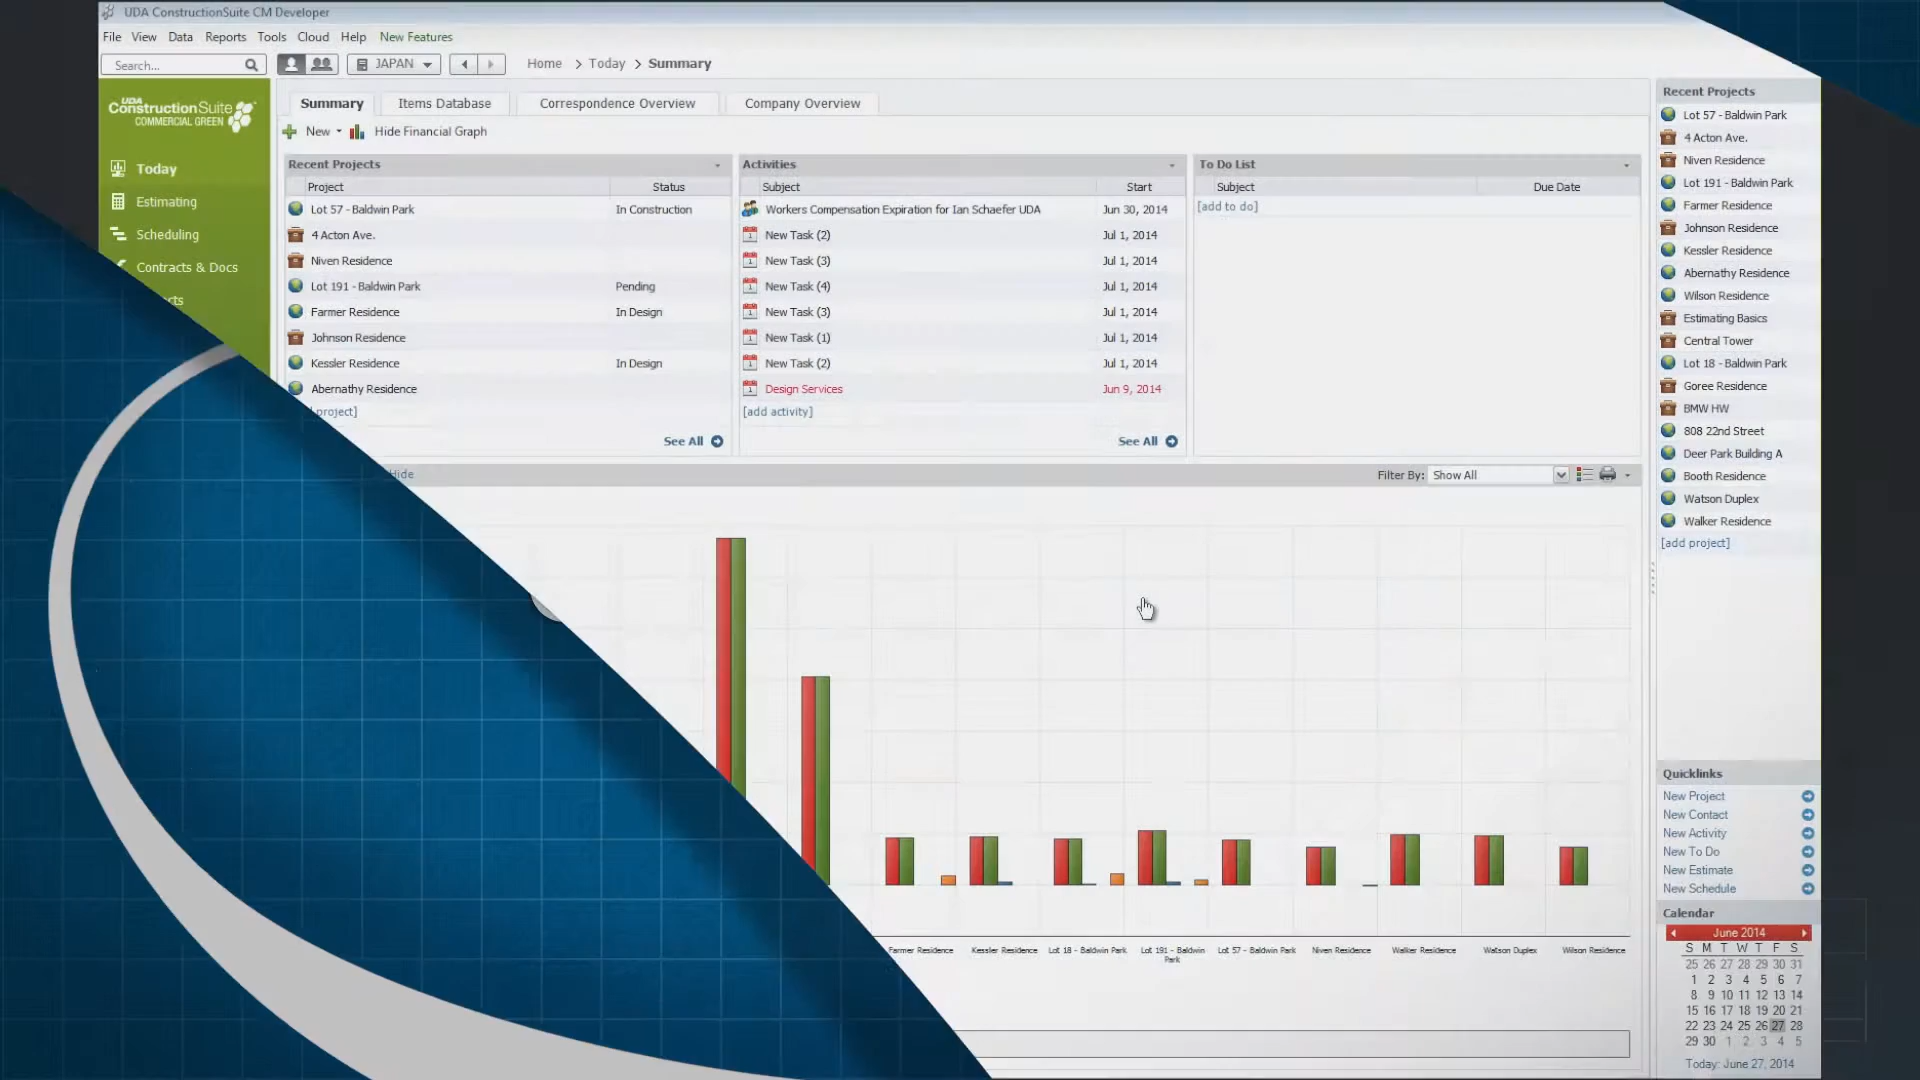 UDA ConstructionSuite CM Developer
File View Data Reports Tools Cloud Help New Features
Search... JAPAN Home > Today > Summary
UDA
ConstructionSuite
COMMERCIAL GREEN
Today
Estimating
Scheduling
Contracts & Docs
cts
Summary Items Database Correspondence Overview Company Overview
New Hide Financial Graph
Recent Projects
Project Status
Lot 57 - Baldwin Park In Construction
4 Acton Ave.
Niven Residence
Lot 191 - Baldwin Park Pending
Farmer Residence In Design
Johnson Residence
Kessler Residence In Design
Abernathy Residence
project]
See All
Activities
Subject Start
Workers Compensation Expiration for Ian Schaefer UDA Jun 30, 2014
New Task (2) Jul 1, 2014
New Task (3) Jul 1, 2014
New Task (4) Jul 1, 2014
New Task (3) Jul 1, 2014
New Task (1) Jul 1, 2014
New Task (2) Jul 1, 2014
Design Services Jun 9, 2014
[add activity]
See All
To Do List
Subject Due Date
[add to do]
Hide Filter By: Show All
Farmer Residence Kessler Residence Lot 18 - Baldwin Park Lot 191 - Baldwin Park Lot 57 - Baldwin Park Niven Residence Walker Residence Watson Duplex Wilson Residence
Recent Projects
Lot 57 - Baldwin Park
4 Acton Ave.
Niven Residence
Lot 191 - Baldwin Park
Farmer Residence
Johnson Residence
Kessler Residence
Abernathy Residence
Wilson Residence
Estimating Basics
Central Tower
Lot 18 - Baldwin Park
Goree Residence
BMW HW
808 22nd Street
Deer Park Building A
Booth Residence
Watson Duplex
Walker Residence
[add project]
Quicklinks
New Project
New Contact
New Activity
New To Do
New Estimate
New Schedule
Calendar
June 2014
S M T W T F S
25 26 27 28 29 30 31
1 2 3 4 5 6 7
8 9 10 11 12 13 14
15 16 17 18 19 20 21
22 23 24 25 26 27 28
29 30 1 2 3 4 5
Today: June 27, 2014